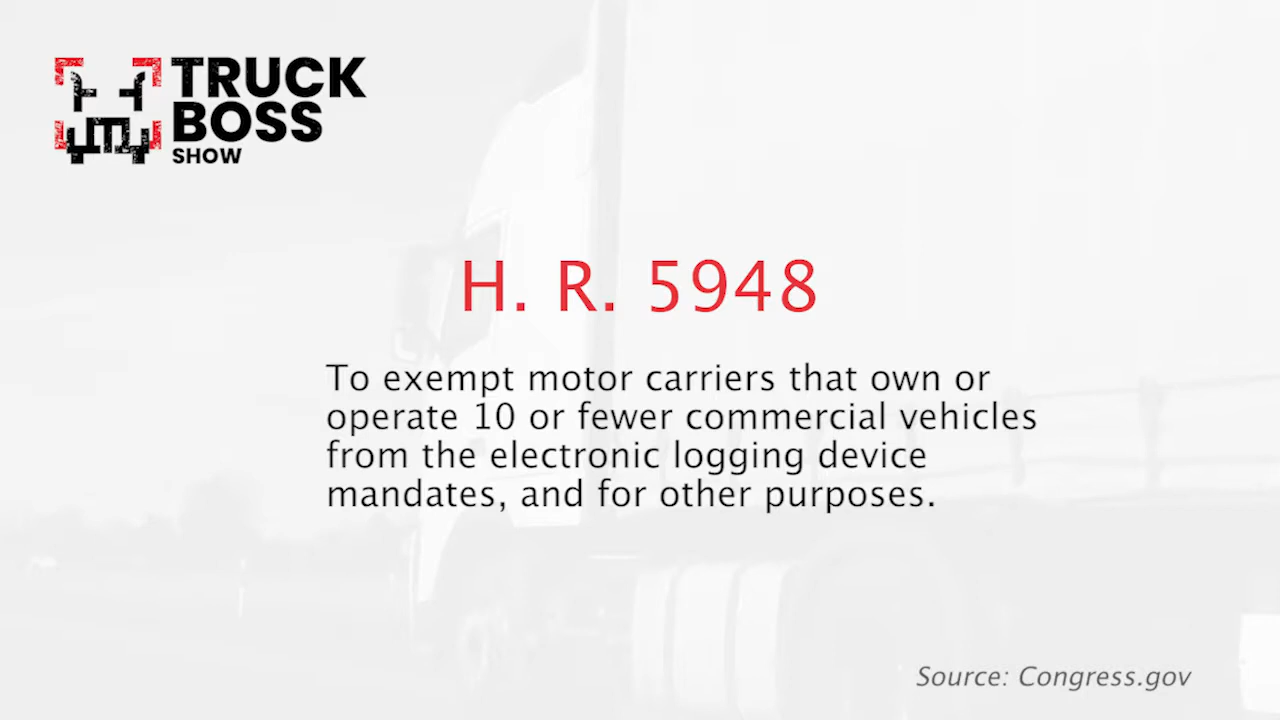 TRUCK
BOSS
SHOW
H. R. 5948
To exempt motor carriers that own or
operate 10 or fewer commercial vehicles
from the electronic logging device
mandates, and for other purposes.
Source: Congress.gov